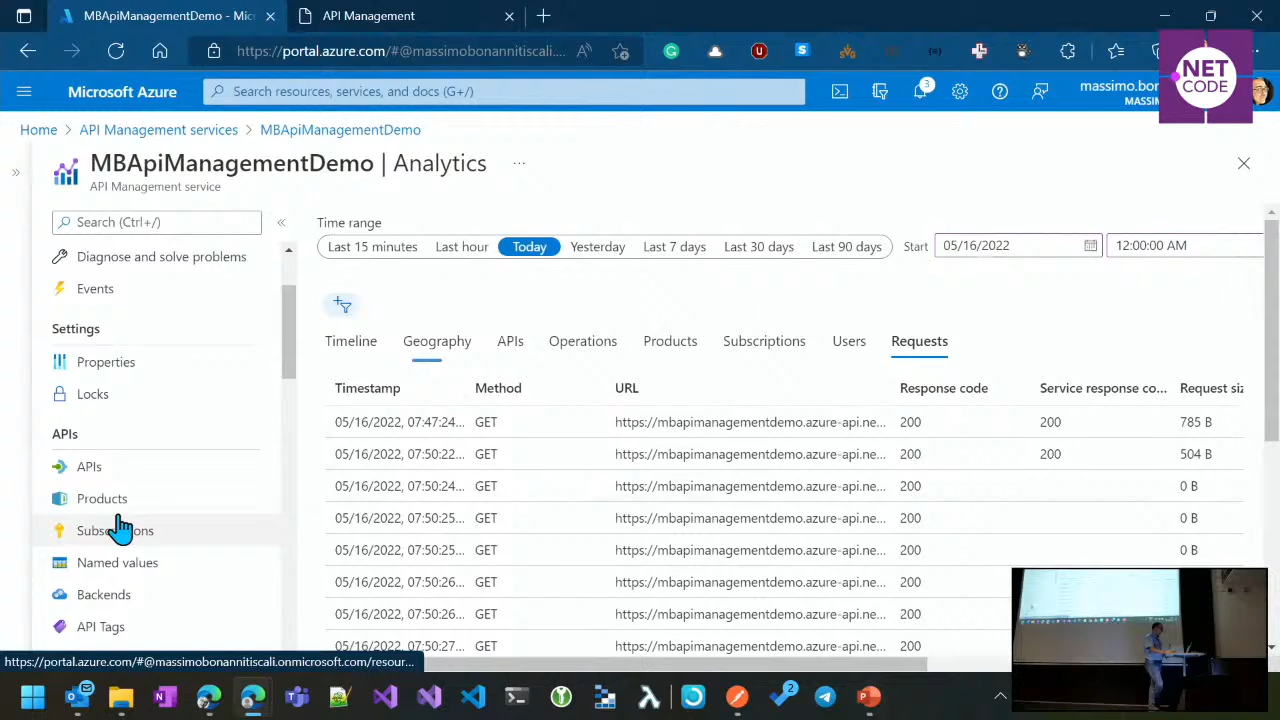 MBApiManagementDemo - Mic
API Management
https://portal.azure.com/#@massimobonannitiscali....
Microsoft Azure
Search resources, services, and docs (G+/)
3
massimo.bon
MASSIM
NET
CODE
Home > API Management services > MBApiManagementDemo
MBApiManagementDemo | Analytics
...
API Management service
Search (Ctrl+/)
Diagnose and solve problems
Events
Settings
Properties
Locks
APIs
APIs
Products
Subscriptions
Named values
Backends
API Tags
Time range
Last 15 minutes Last hour Today Yesterday Last 7 days Last 30 days Last 90 days Start 05/16/2022 12:00:00 AM
Timeline Geography APIs Operations Products Subscriptions Users Requests
Timestamp Method URL Response code Service response co... Request siz
05/16/2022, 07:47:24... GET https://mbapimanagementdemo.azure-api.ne... 200 200 785 B
05/16/2022, 07:50:22... GET https://mbapimanagementdemo.azure-api.ne... 200 200 504 B
05/16/2022, 07:50:24... GET https://mbapimanagementdemo.azure-api.ne... 200 0 B
05/16/2022, 07:50:25... GET https://mbapimanagementdemo.azure-api.ne... 200 0 B
05/16/2022, 07:50:25... GET https://mbapimanagementdemo.azure-api.ne... 200 0 B
05/16/2022, 07:50:26... GET https://mbapimanagementdemo.azure-api.ne... 200
05/16/2022, 07:50:26... GET https://mbapimanagementdemo.azure-api.ne... 200
05/16/2022, 07:50:27... GET https://mbapimanagementdemo.azure-api.ne... 200
https://portal.azure.com/#@massimobonannitiscali.onmicrosoft.com/resour...
2